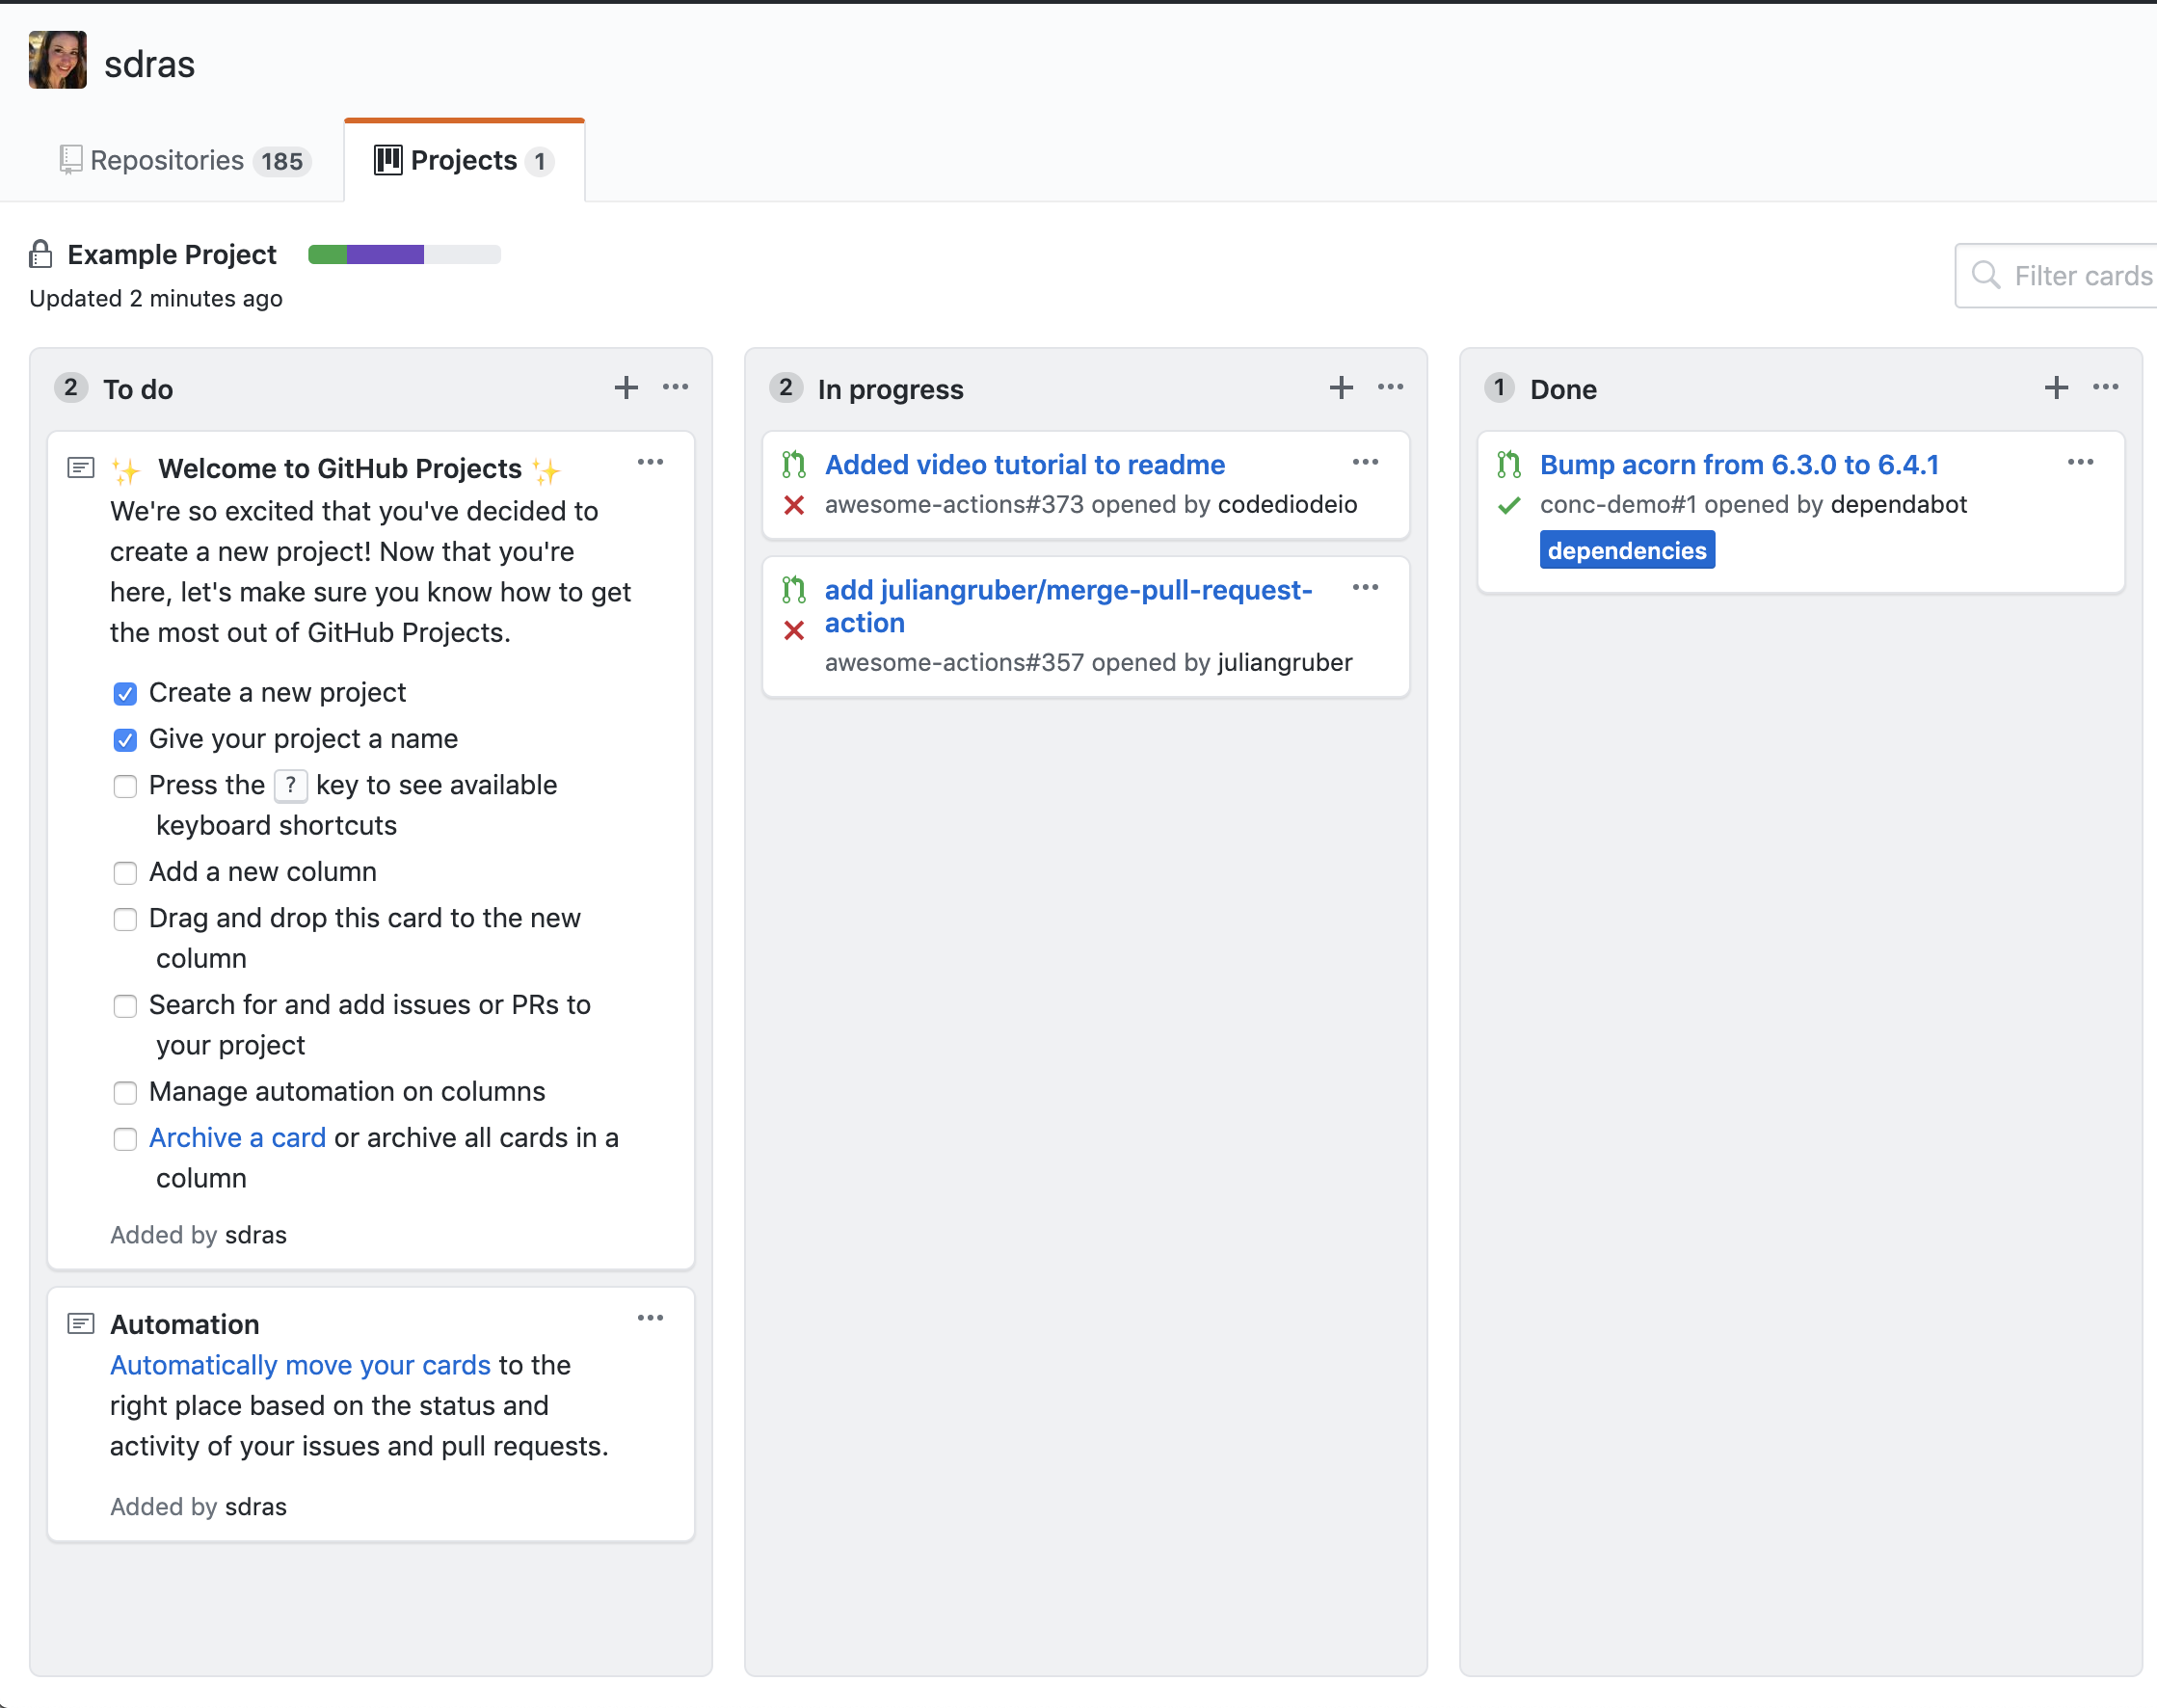 sdras
Repositories 185
Projects 1
Example Project
Updated 2 minutes ago
Filter cards
2 To do
✨ Welcome to GitHub Projects ✨
We're so excited that you've decided to
create a new project! Now that you're
here, let's make sure you know how to get
the most out of GitHub Projects.
Create a new project
Give your project a name
Press the ? key to see available
keyboard shortcuts
Add a new column
Drag and drop this card to the new
column
Search for and add issues or PRs to
your project
Manage automation on columns
Archive a card or archive all cards in a
column
Added by sdras
Automation
Automatically move your cards to the
right place based on the status and
activity of your issues and pull requests.
Added by sdras
2 In progress
Added video tutorial to readme
awesome-actions#373 opened by codediodeio
add juliangruber/merge-pull-request-
action
awesome-actions#357 opened by juliangruber
1 Done
Bump acorn from 6.3.0 to 6.4.1
conc-demo#1 opened by dependabot
dependencies